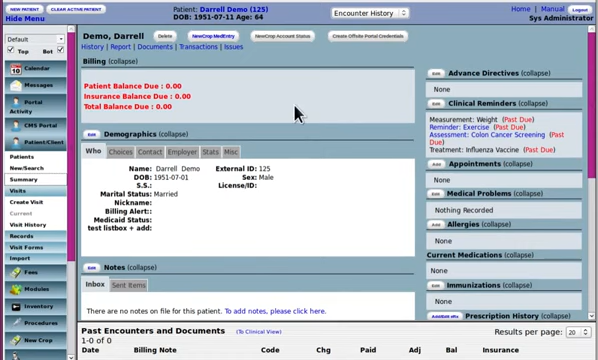 NEW PATIENT
CLEAR ACTIVE PATIENT
Hide Menu
Patient: Darrell Demo (125)
DOB: 1951-07-11 Age: 64
Encounter History
Home | Manual
Logout
Sys Administrator
Default
Top
Bot
Calendar
Messages
Portal Activity
CMS Portal
Patient/Client
Patients
New/Search
Summary
Visits
Create Visit
Current
Visit History
Records
Visit Forms
Import
Fees
Modules
Inventory
Procedures
New Crop
Demo, Darrell
Delete
NewCrop MedEntry
NewCrop Account Status
Create Offsite Portal Credentials
History | Report | Documents | Transactions | Issues
Billing (collapse)
Patient Balance Due : 0.00
Insurance Balance Due : 0.00
Total Balance Due : 0.00
Edit
Demographics (collapse)
Who
Choices
Contact
Employer
Stats
Misc
Name: Darrell Demo
External ID: 125
DOB: 1951-07-01
Sex: Male
S.S.:
License/ID:
Marital Status: Married
Nickname:
Billing Alert::
Medicaid Status:
test listbox + add:
Edit
Notes (collapse)
Inbox
Sent Items
There are no notes on file for this patient. To add notes, please click here.
Edit
Advance Directives (collapse)
None
Edit
Clinical Reminders (collapse)
Measurement: Weight (Past Due)
Reminder: Exercise (Past Due)
Assessment: Colon Cancer Screening (Past Due)
Treatment: Influenza Vaccine (Past Due)
Add
Appointments (collapse)
None
Edit
Medical Problems (collapse)
Nothing Recorded
Edit
Allergies (collapse)
None
Current Medications (collapse)
None
Edit
Immunizations (collapse)
None
Prescription History (collapse)
Past Encounters and Documents
(To Clinical View)
Results per page: 20
1-0 of 0
Date
Billing Note
Code
Chg
Paid
Adj
Bal
Insurance